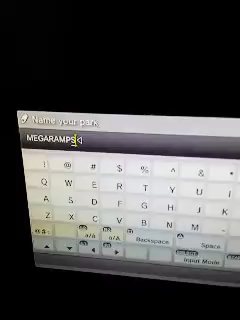 Name your park
MEGARAMPS
! @ # $ % ^ & *
Q W E R T Y U I
A S D F G H J K
Z X C V B N M
@#: a/à a/A Backspace Space
Input Mode